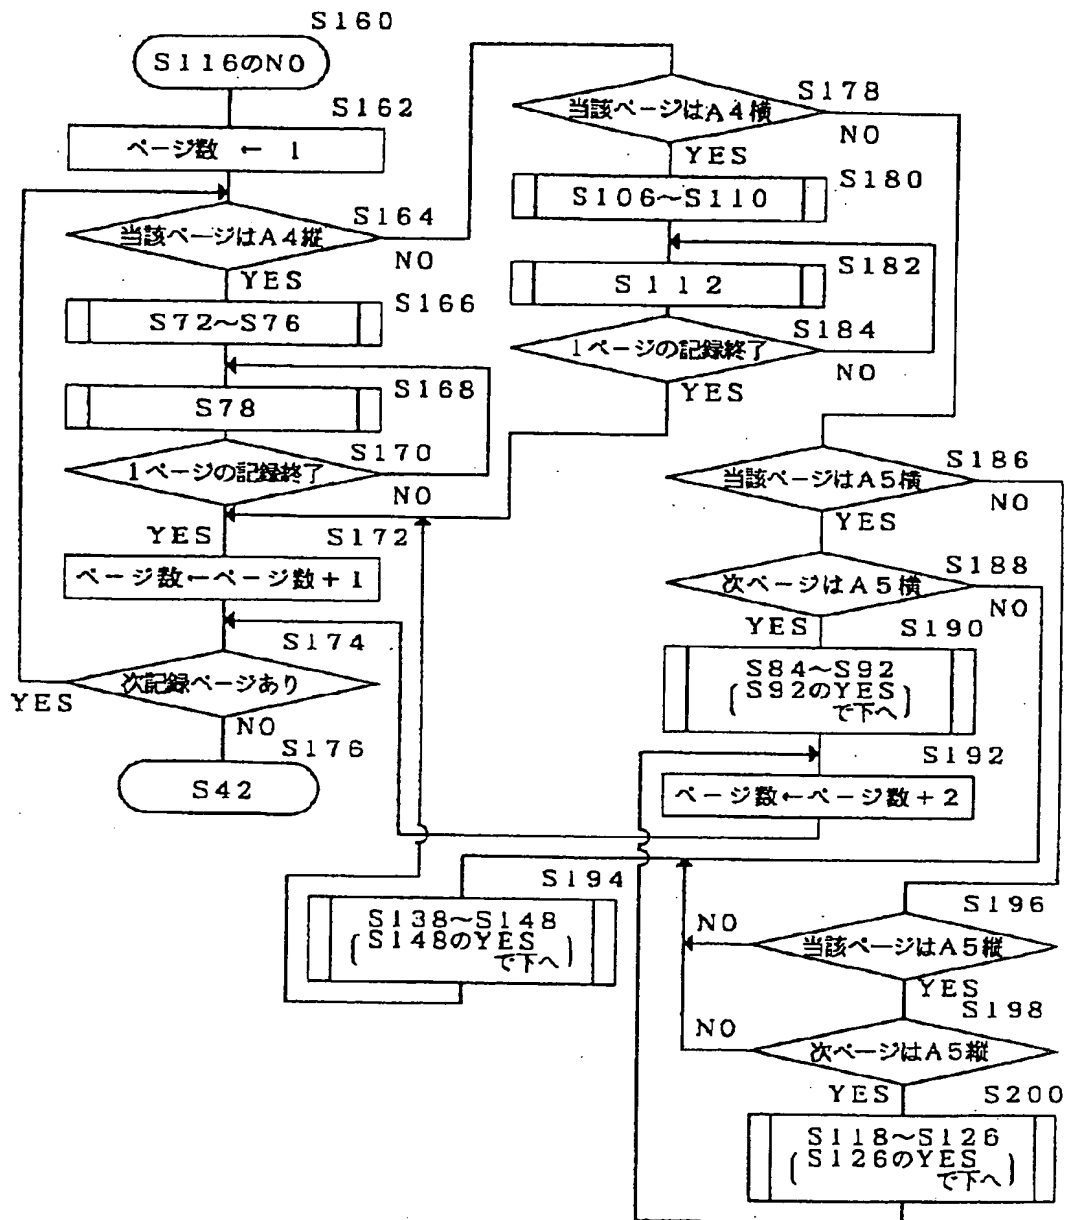 S160
S116のNO
S162
ページ数 ← 1
S164
当該ページはA4縦
NO
YES
S166
S72~S76
S168
S78
S170
1ページの記録終了
NO
YES
S172
ページ数←ページ数+1
S174
次記録ページあり
YES
NO
S176
S42
S178
当該ページはA4横
NO
YES
S180
S106~S110
S182
S112
S184
1ページの記録終了
NO
YES
S186
当該ページはA5横
NO
YES
S188
次ページはA5横
NO
YES
S190
S84~S92
(S92のYES
で下へ)
S192
ページ数←ページ数+2
S194
S138~S148
(S148のYES
で下へ)
S196
NO
当該ページはA5縦
YES
S198
NO
次ページはA5縦
YES
S200
S118~S126
(S126のYES
で下へ)